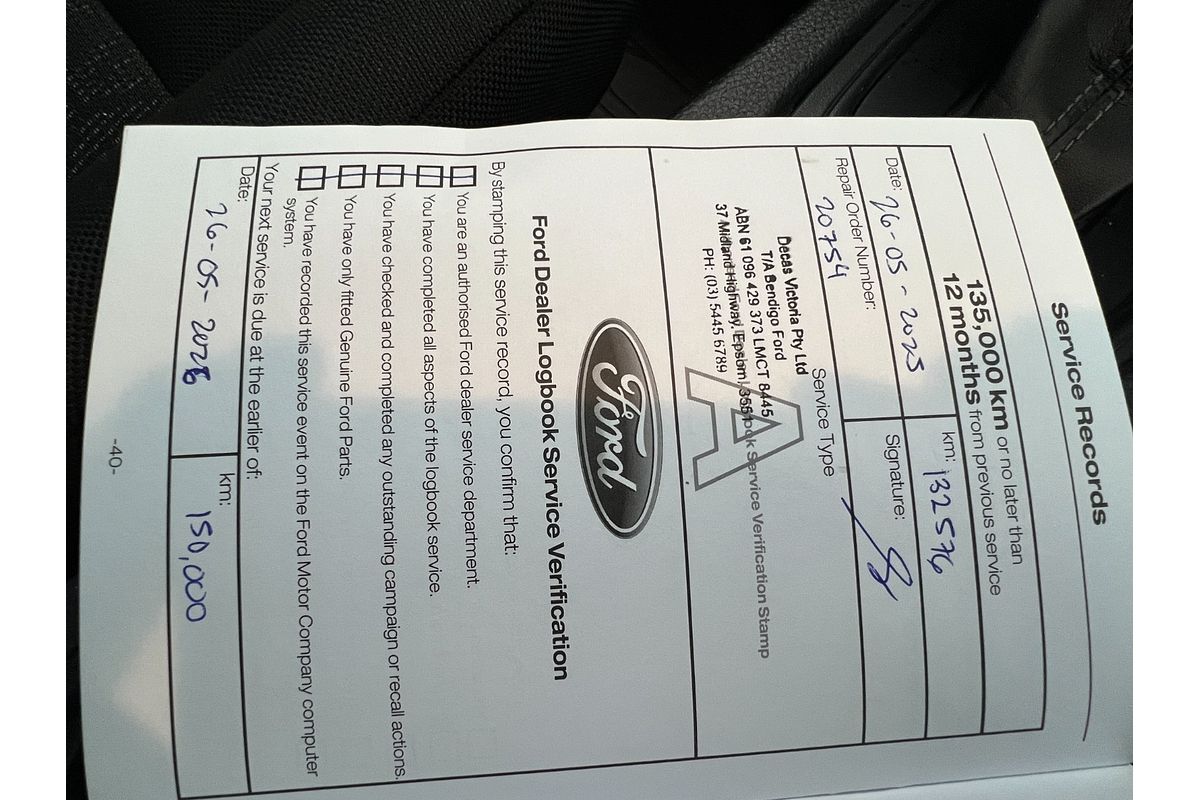 Service Records
135,000 km or no later than
12 months from previous service
Date: 26-05-2025
km: 132576
Repair Order Number:
20754
Signature:
Service Type
A
Dealer Logbook Service Verification Stamp
Decas Victoria Pty Ltd
T/A Bendigo Ford
ABN 61 096 429 373 LMCT 8445
37 Midland Highway, Epsom, 3551
PH: (03) 5445 6789
Ford
Ford Dealer Logbook Service Verification
By stamping this service record, you confirm that:
You are an authorised Ford dealer service department.
You have completed all aspects of the logbook service.
You have checked and completed any outstanding campaign or recall actions.
You have only fitted Genuine Ford Parts.
You have recorded this service event on the Ford Motor Company computer
system.
Your next service is due at the earlier of:
Date: 26-05-2026
km: 150,000
-40-